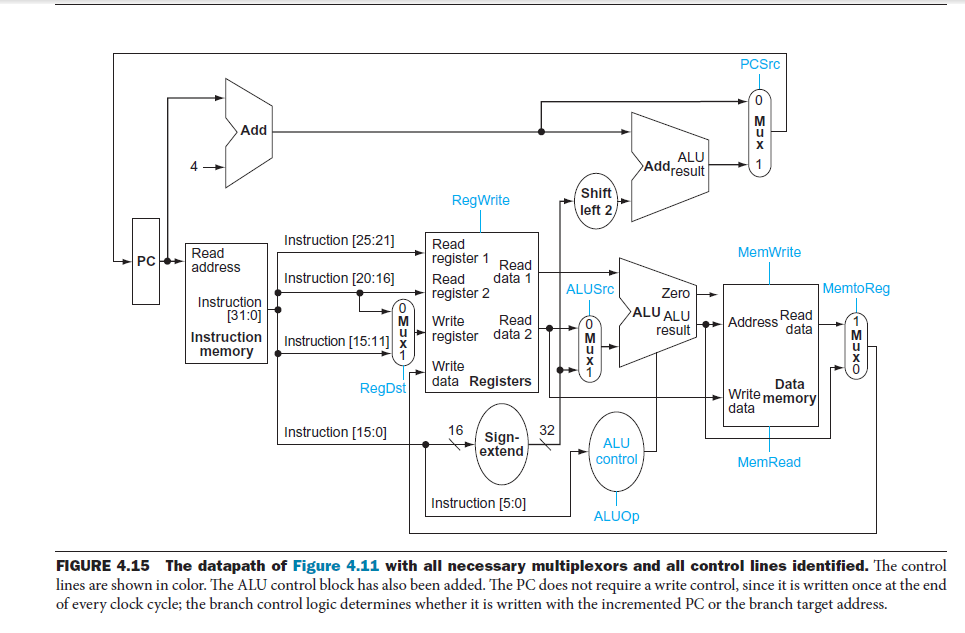 PCSrc
0
M
u
x
1
Add
ALU
Add result
4
Shift
left 2
RegWrite
PC
Read
address
Instruction
[31:0]
Instruction
memory
Instruction [25:21]
Instruction [20:16]
Instruction [15:11]
0
M
u
x
1
RegDst
Read
register 1
Read
data 1
Read
register 2
Write
register
Read
data 2
Write
data
Registers
ALUSrc
0
M
u
x
1
Zero
ALU
ALU
result
MemWrite
Address
Read
data
Write
data
Data
memory
MemRead
MemtoReg
1
M
u
x
0
Instruction [15:0]
16
Sign-
extend
32
ALU
control
Instruction [5:0]
ALUOp
FIGURE 4.15 The datapath of Figure 4.11 with all necessary multiplexors and all control lines identified. The control
lines are shown in color. The ALU control block has also been added. The PC does not require a write control, since it is written once at the end
of every clock cycle; the branch control logic determines whether it is written with the incremented PC or the branch target address.